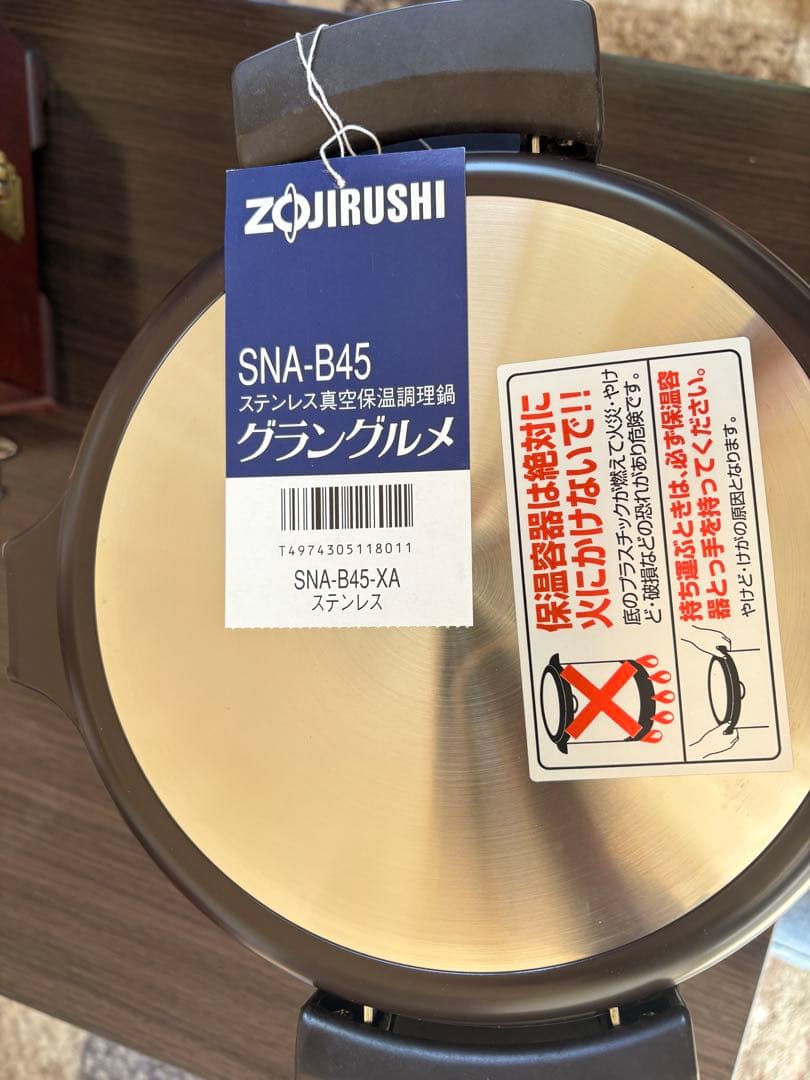 ZOJIRUSHI
SNA-B45
ステンレス真空保温調理鍋
グラングルメ
T4974305118011
SNA-B45-XA
ステンレス
保温容器は絶対に
火にかけないで!!
底のプラスチックが燃えて火災・やけ
ど・破損などの恐れがあり危険です。
持ち運ぶときは、必ず保温容
器とっ手を持ってください。
やけど・けがの原因となります。